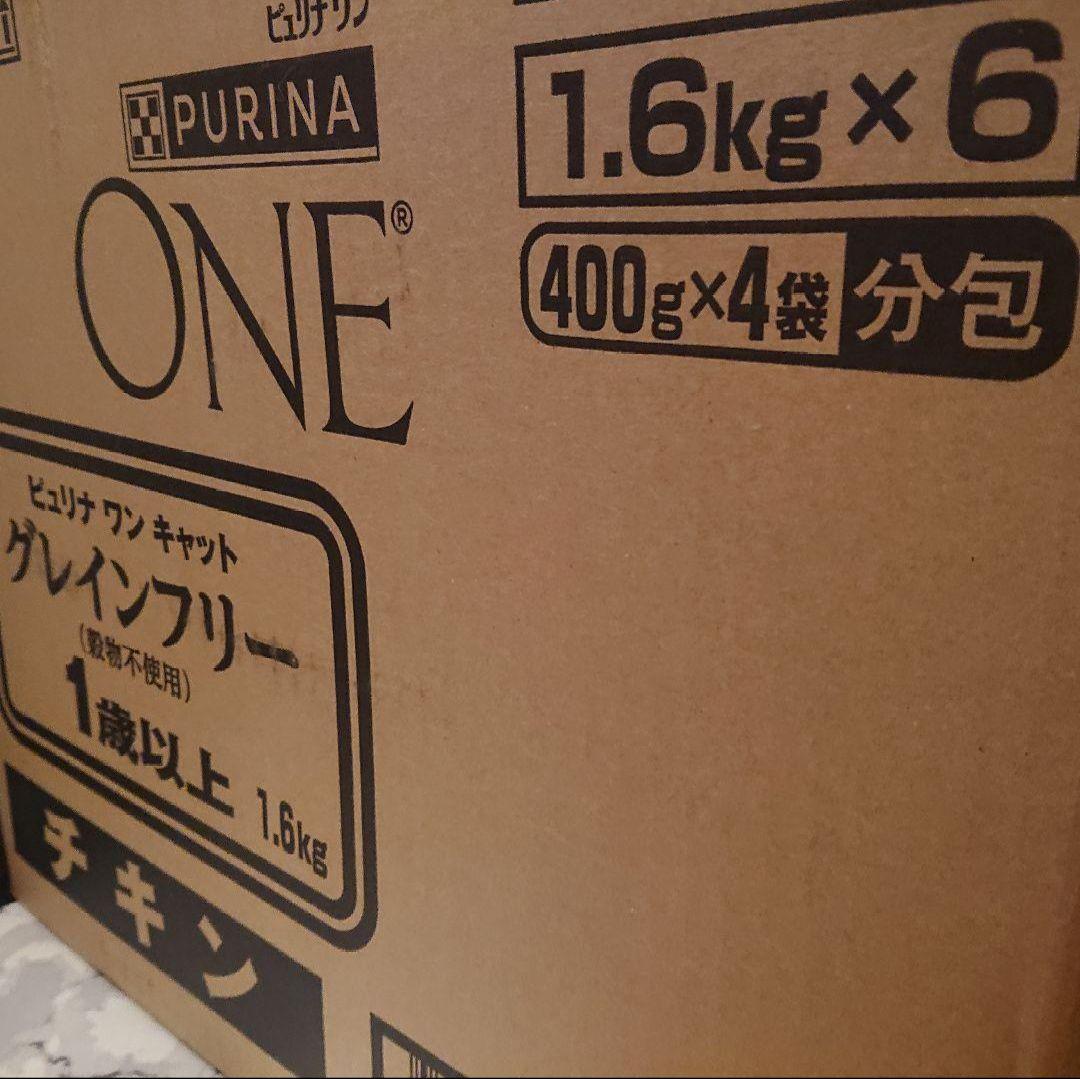 ピュリナワン
PURINA
ONE®
1.6kg×6
400g×4袋 分包
ピュリナ ワン キャット
グレインフリー
(穀物不使用)
1歳以上 1.6kg
チキン